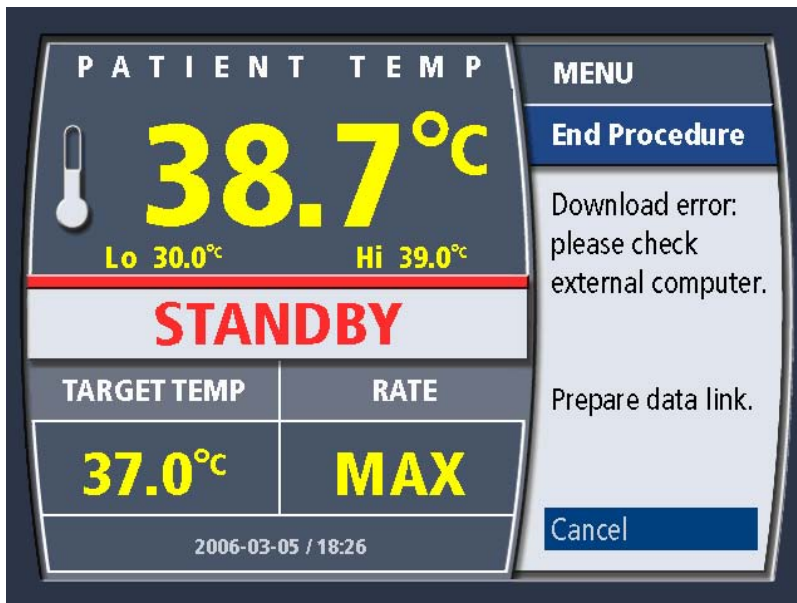 PATIENT TEMP
38.7°C
Lo 30.0°C Hi 39.0°C
STANDBY
TARGET TEMP RATE
37.0°C MAX
2006-03-05 / 18:26
MENU
End Procedure
Download error:
please check
external computer.
Prepare data link.
Cancel